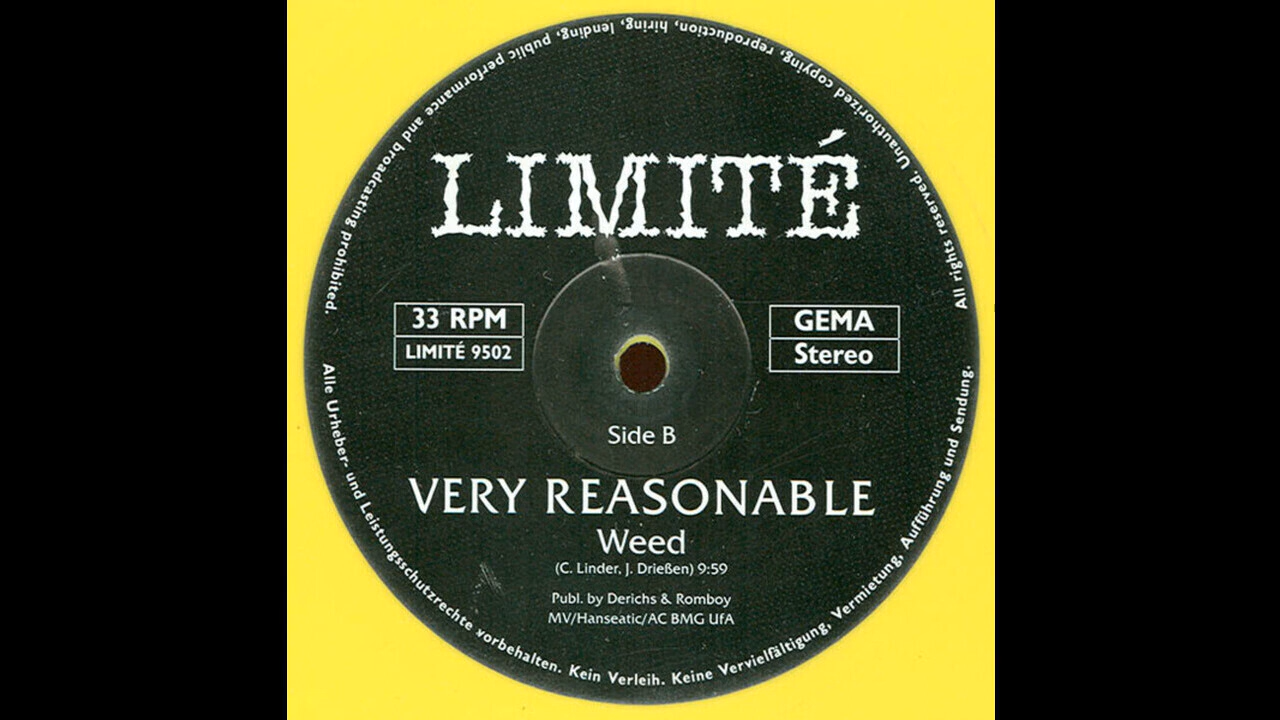 LIMITÉ
33 RPM
LIMITÉ 9502
GEMA
Stereo
Side B
VERY REASONABLE
Weed
(C. Linder, J. Drießen) 9:59
Publ. by Derichs & Romboy
MV/Hanseatic/AC BMG UfA
Alle Urheber- und Leistungsschutzrechte vorbehalten. Kein Verleih. Keine Vervielfältigung, Vermietung, Aufführung und Sendung.
All rights reserved. Unauthorized copying, reproduction, hiring, lending, public performance and broadcasting prohibited.